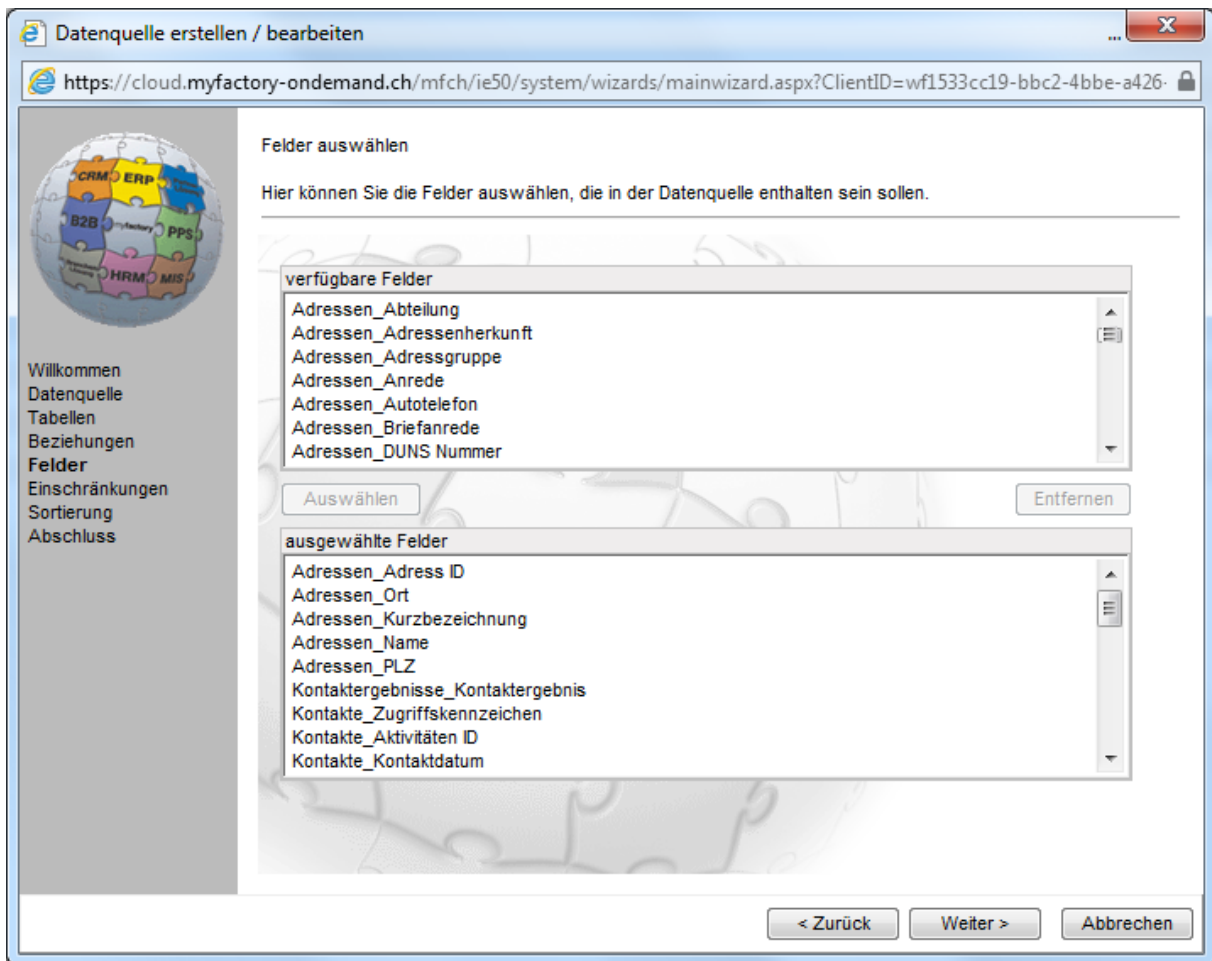 Datenquelle erstellen / bearbeiten
...
X
https://cloud.myfactory-ondemand.ch/mfch/ie50/system/wizards/mainwizard.aspx?ClientID=wf1533cc19-bbc2-4bbe-a426-
CRM
ERP
B2B
myfactory
PPS
HRM
MIS
Willkommen
Datenquelle
Tabellen
Beziehungen
Felder
Einschränkungen
Sortierung
Abschluss
Felder auswählen
Hier können Sie die Felder auswählen, die in der Datenquelle enthalten sein sollen.
verfügbare Felder
Adressen_Abteilung
Adressen_Adressenherkunft
Adressen_Adressgruppe
Adressen_Anrede
Adressen_Autotelefon
Adressen_Briefanrede
Adressen_DUNS Nummer
Auswählen
Entfernen
ausgewählte Felder
Adressen_Adress ID
Adressen_Ort
Adressen_Kurzbezeichnung
Adressen_Name
Adressen_PLZ
Kontaktergebnisse_Kontaktergebnis
Kontakte_Zugriffskennzeichen
Kontakte_Aktivitäten ID
Kontakte_Kontaktdatum
< Zurück
Weiter >
Abbrechen